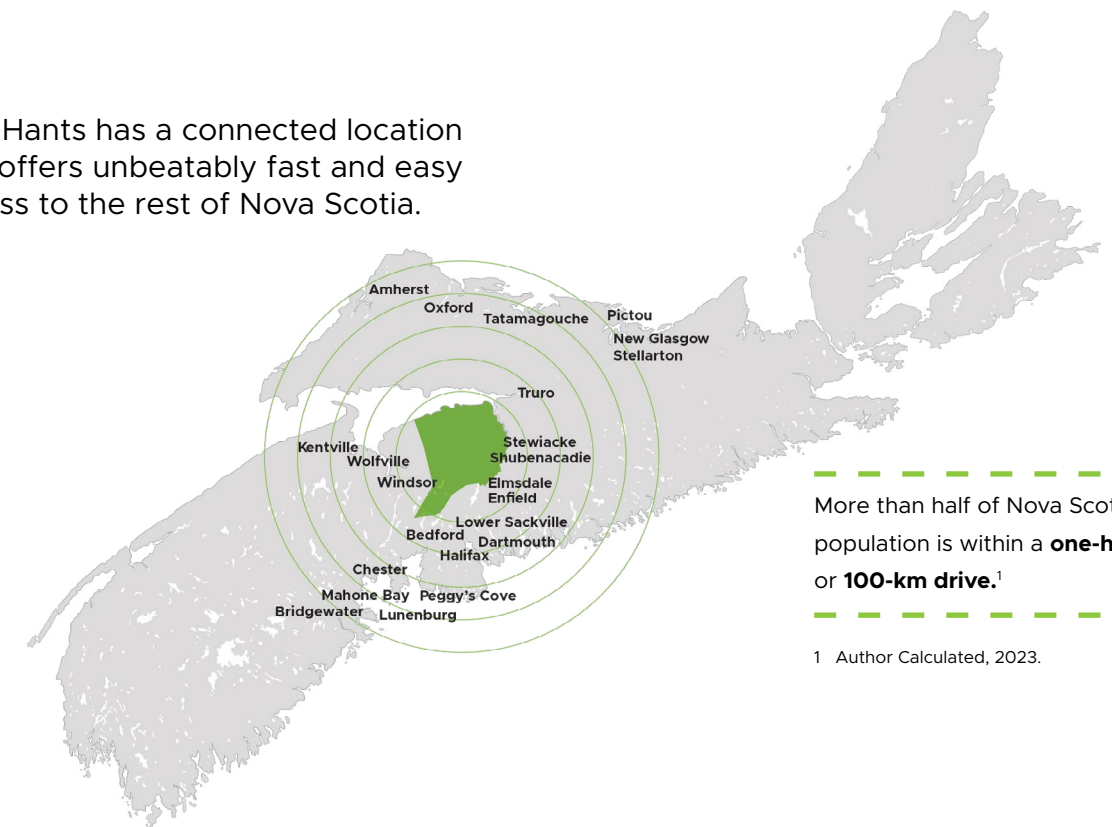 Hants has a connected location
offers unbeatably fast and easy
ss to the rest of Nova Scotia.
Amherst
Oxford
Tatamagouche
Pictou
New Glasgow
Stellarton
Truro
Kentville
Wolfville
Windsor
Stewiacke
Shubenacadie
Elmsdale
Enfield
Lower Sackville
Bedford
Dartmouth
Halifax
Chester
Mahone Bay
Peggy's Cove
Bridgewater
Lunenburg
More than half of Nova Scot
population is within a one-h
or 100-km drive.1
1 Author Calculated, 2023.